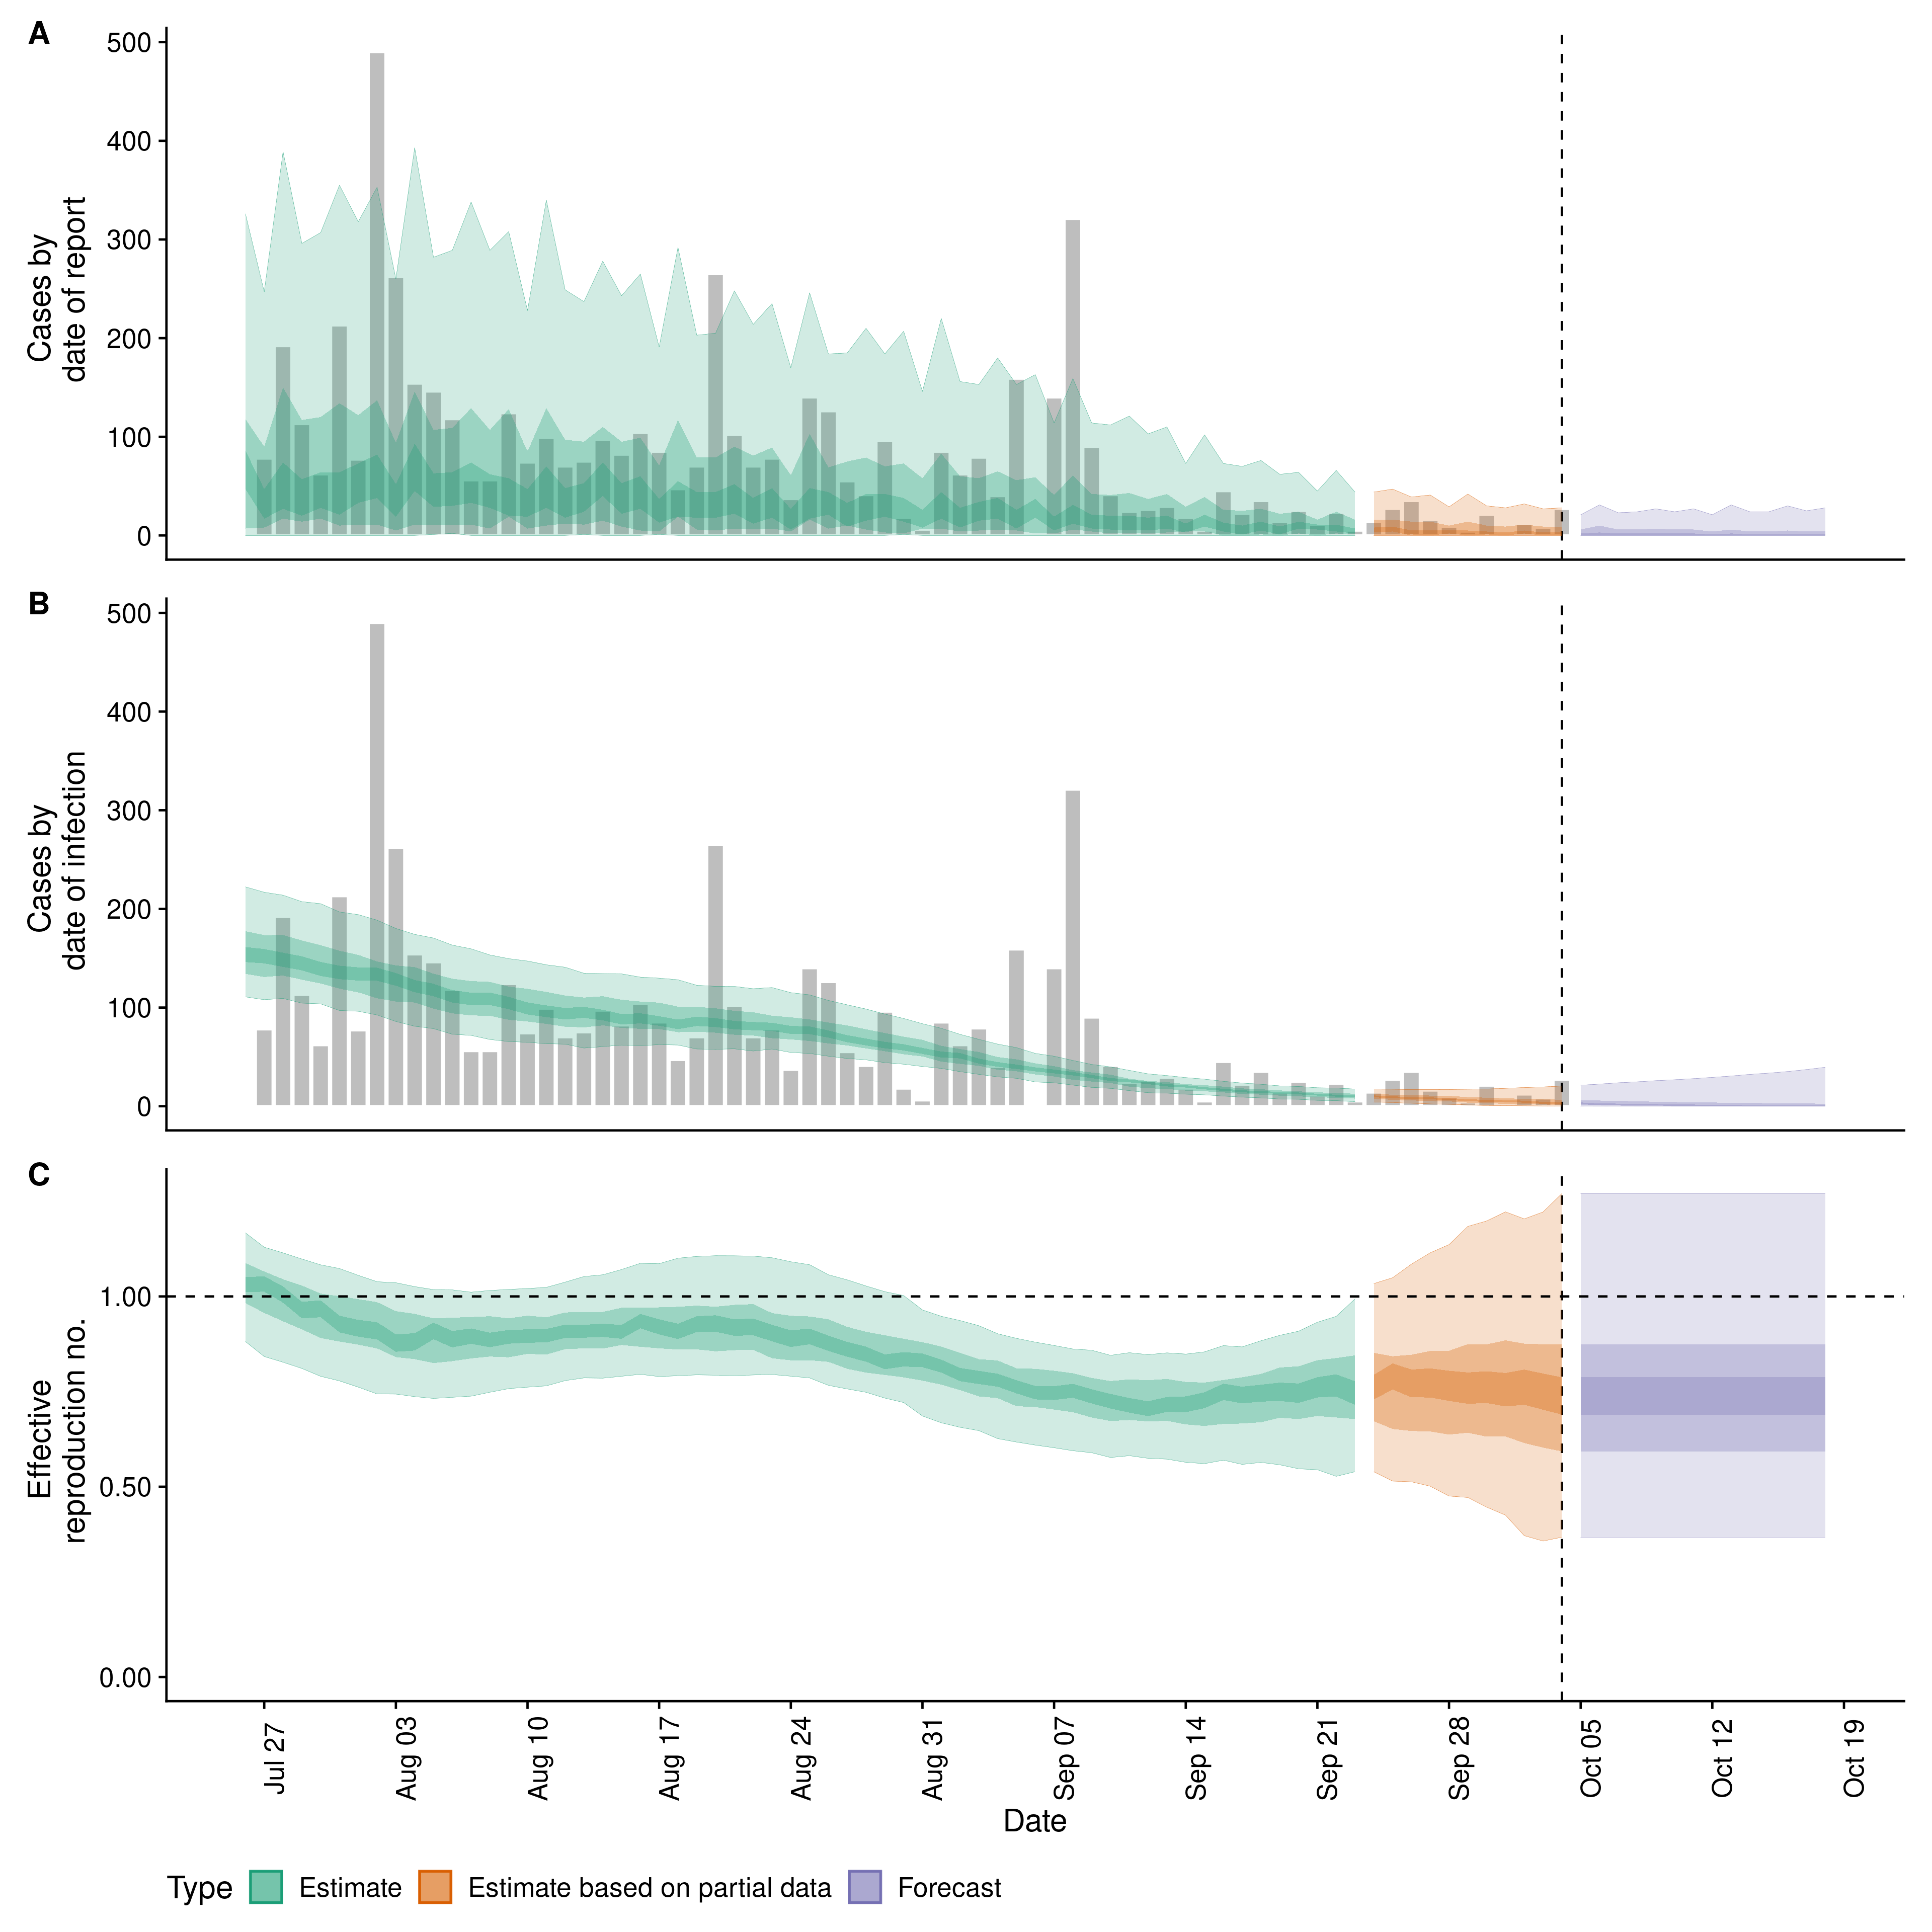 A
500
400
300
200
100
0
Cases by
date of report
B
500
400
300
200
100
0
Cases by
date of infection
C
1.00
0.50
0.00
Effective
reproduction no.
Jul 27
Aug 03
Aug 10
Aug 17
Aug 24
Aug 31
Sep 07
Sep 14
Sep 21
Sep 28
Oct 05
Oct 12
Oct 19
Date
Type Estimate Estimate based on partial data Forecast